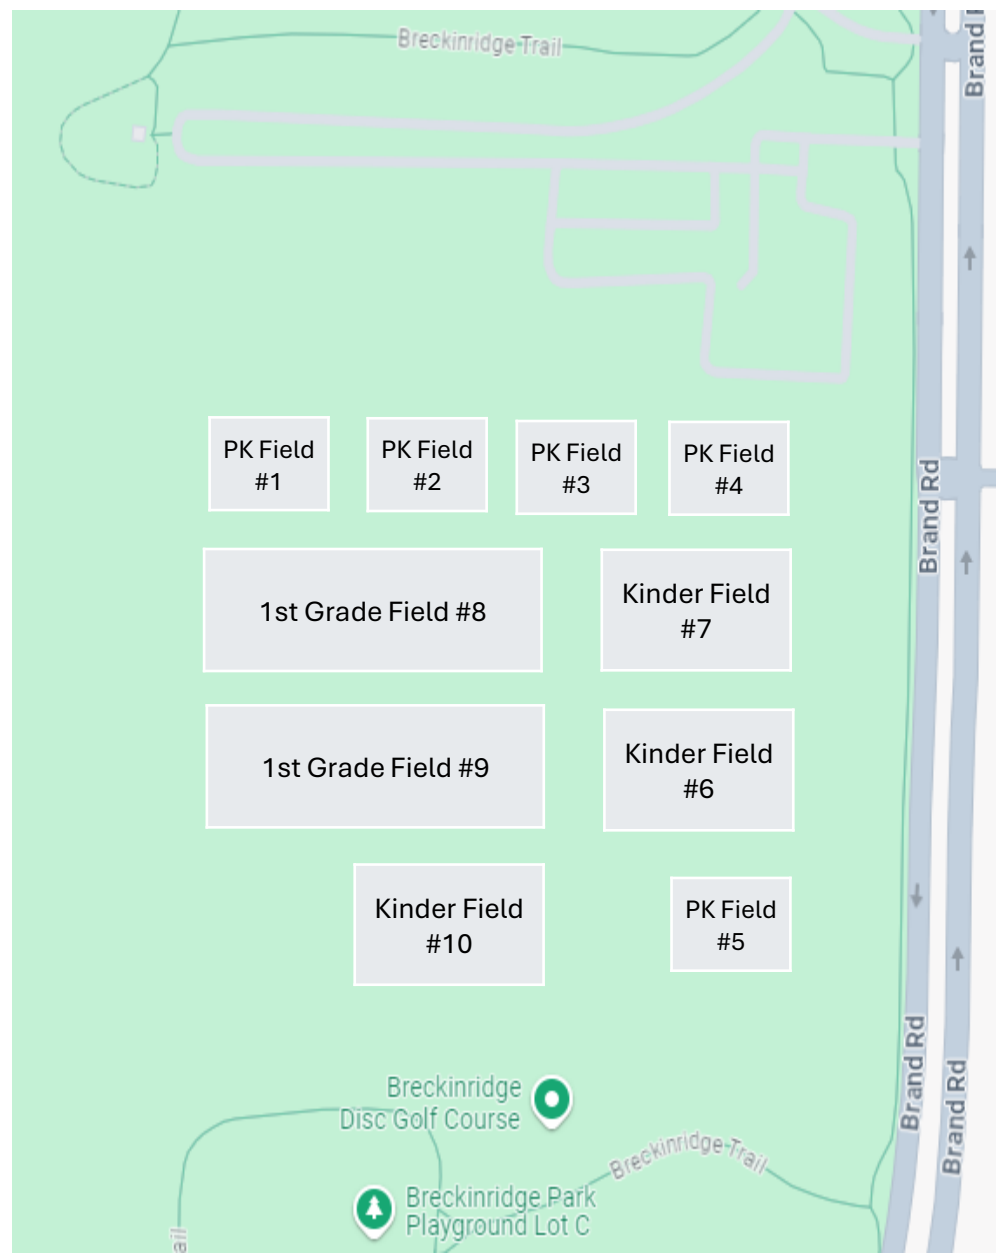 Breckinridge Trail
Brand
PK Field
#1
PK Field
#2
PK Field
#3
PK Field
#4
Brand Rd
1st Grade Field #8
Kinder Field
#7
1st Grade Field #9
Kinder Field
#6
Kinder Field
#10
PK Field
#5
Brand Rd
Brand Rd
Breckinridge
Disc Golf Course
Breckinridge Trail
Breckinridge Park
Playground Lot C